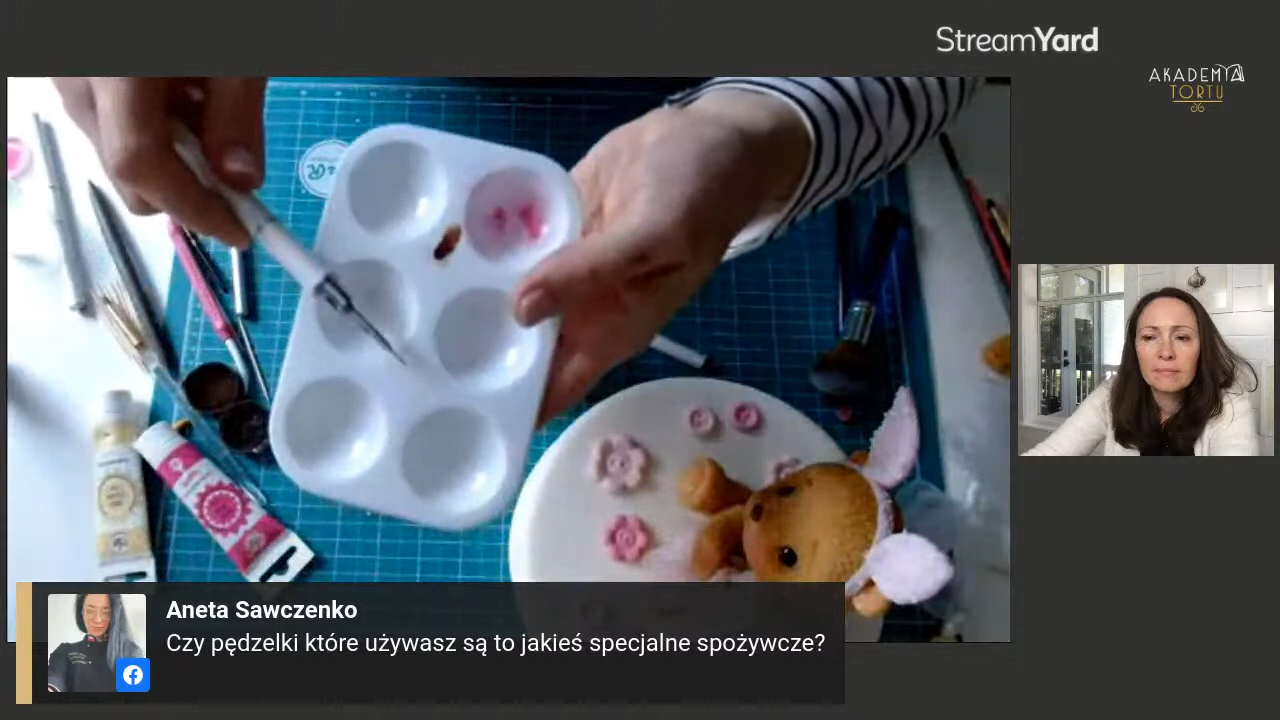 StreamYard
AKADEMIA
TORTU
Aneta Sawczenko
Czy pędzelki które używasz są to jakieś specjalne spożywcze?